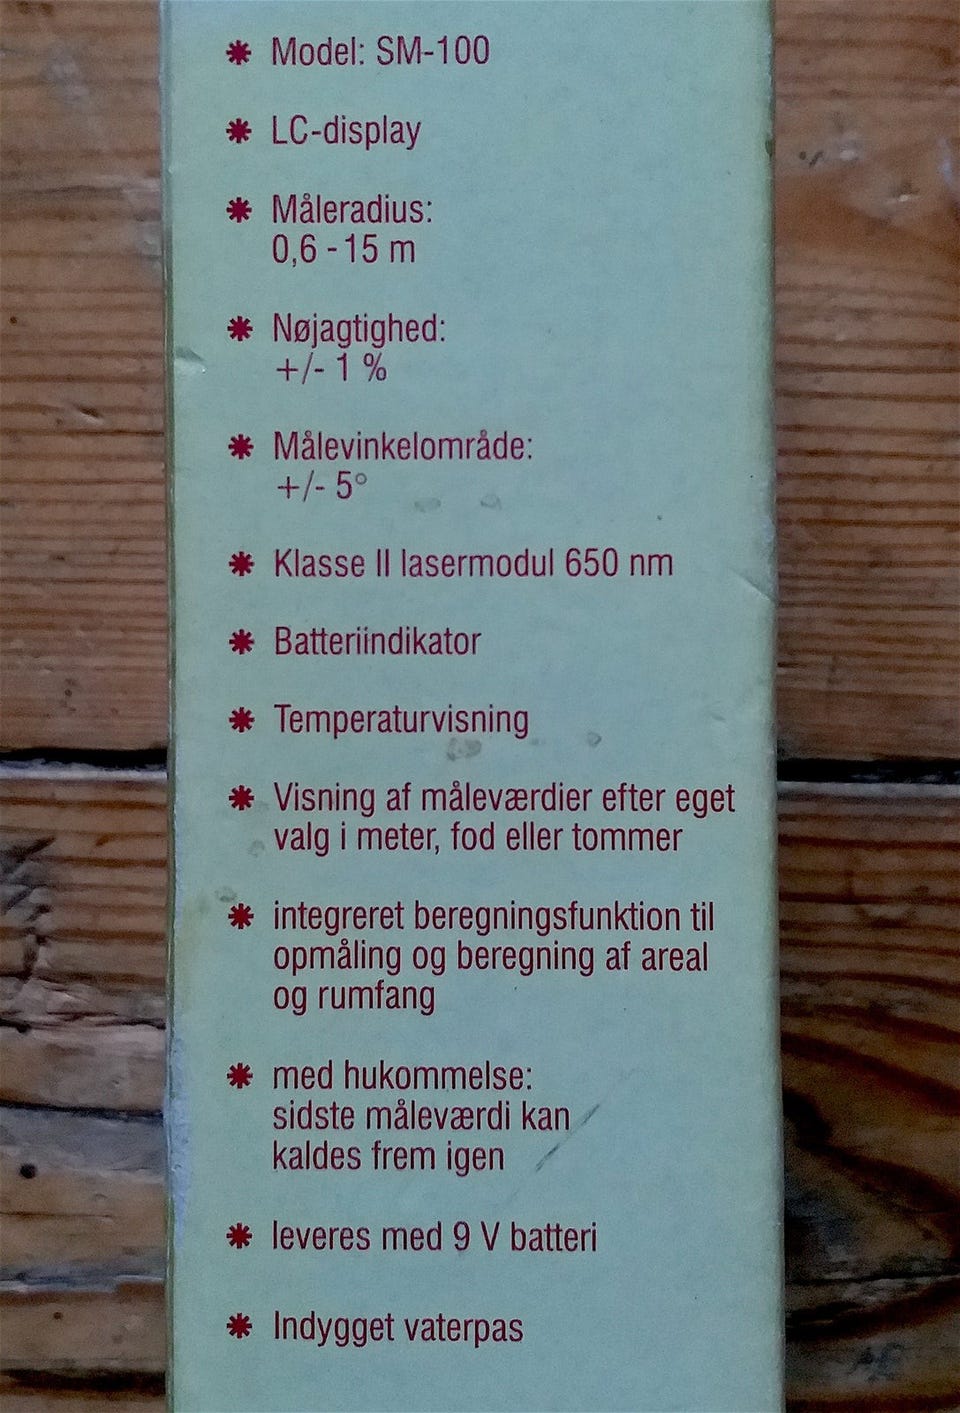 * Model: SM-100
* LC-display
* Måleradius:
0,6 - 15 m
* Nøjagtighed:
+/- 1 %
* Målevinkelområde:
+/- 5°
* Klasse II lasermodul 650 nm
* Batteriindikator
* Temperaturvisning
* Visning af måleværdier efter eget
valg i meter, fod eller tommer
* integreret beregningsfunktion til
opmåling og beregning af areal
og rumfang
* med hukommelse:
sidste måleværdi kan
kaldes frem igen
* leveres med 9 V batteri
* Indygget vaterpas